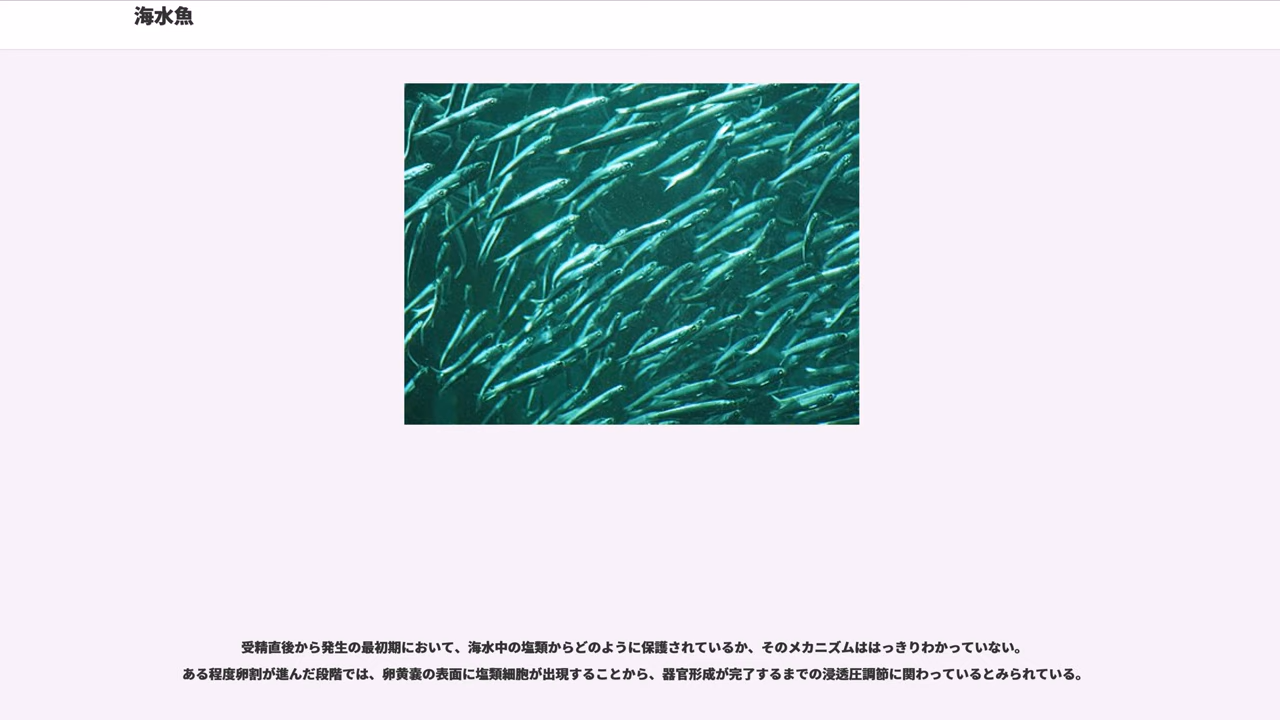 海水魚
受精直後から発生の最初期において、海水中の塩類からどのように保護されているか、そのメカニズムははっきりわかっていない。
ある程度卵割が進んだ段階では、卵黄嚢の表面に塩類細胞が出現することから、器官形成が完了するまでの浸透圧調節に関わっているとみられている。